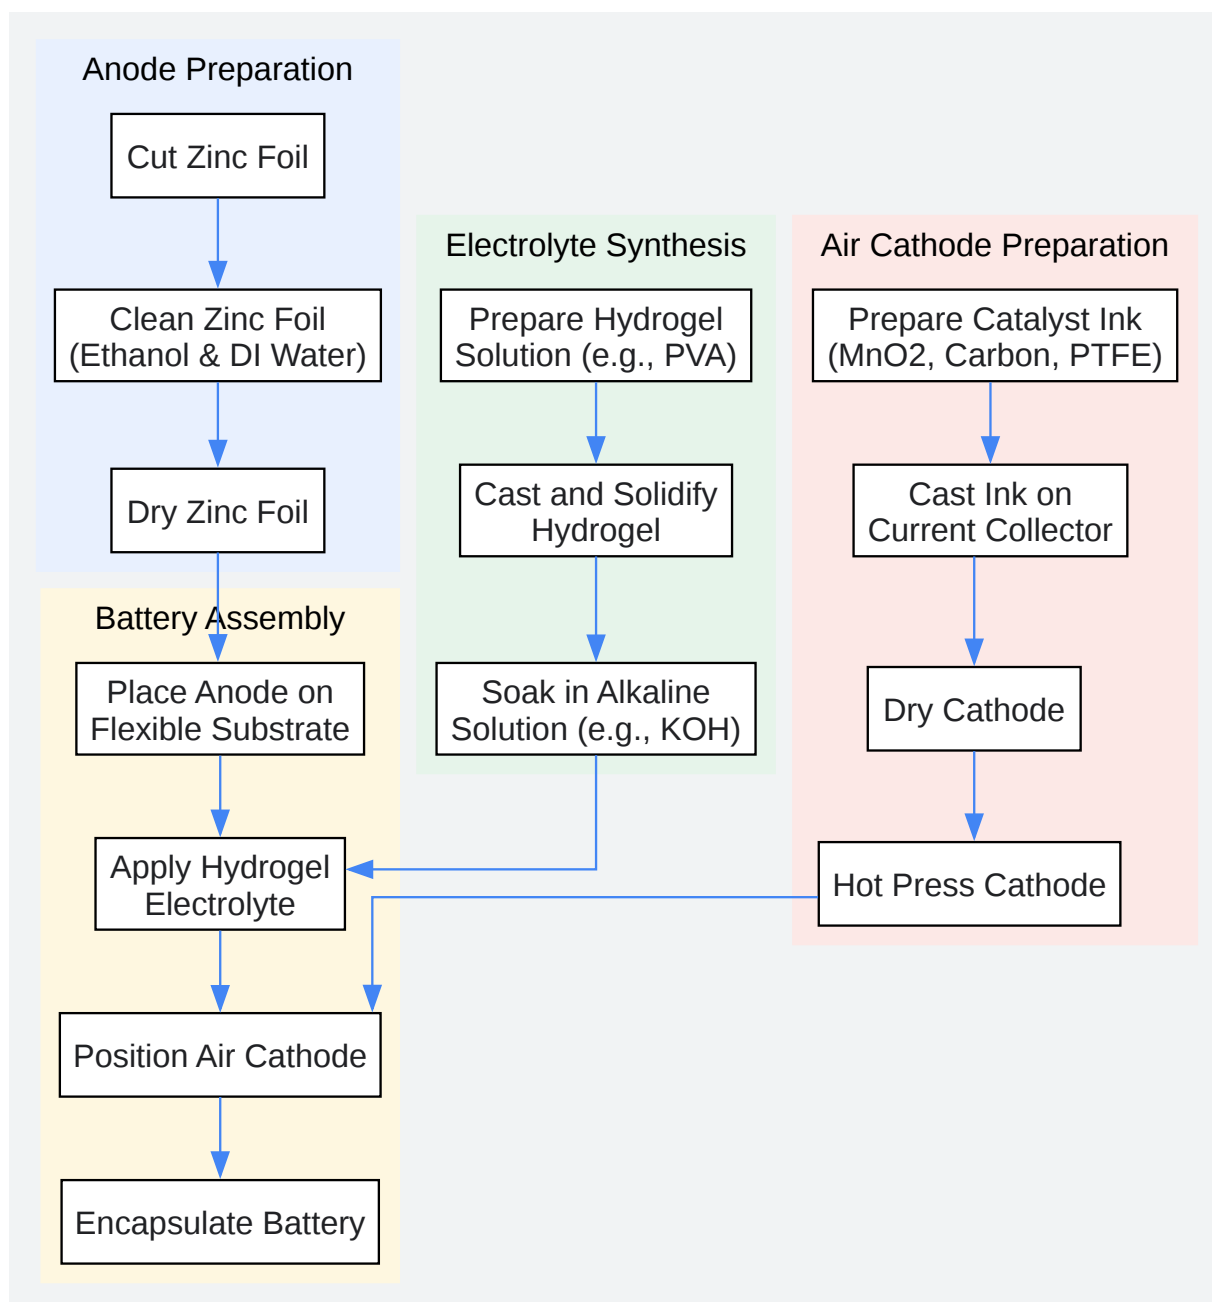 Anode Preparation
Cut Zinc Foil
Clean Zinc Foil
(Ethanol & DI Water)
Dry Zinc Foil
Electrolyte Synthesis
Prepare Hydrogel
Solution (e.g., PVA)
Cast and Solidify
Hydrogel
Soak in Alkaline
Solution (e.g., KOH)
Air Cathode Preparation
Prepare Catalyst Ink
(MnO2, Carbon, PTFE)
Cast Ink on
Current Collector
Dry Cathode
Hot Press Cathode
Battery Assembly
Place Anode on
Flexible Substrate
Apply Hydrogel
Electrolyte
Position Air Cathode
Encapsulate Battery